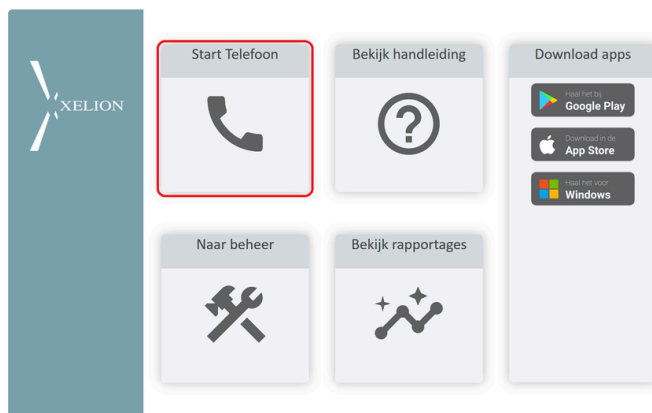 XELION
Start Telefoon
Bekijk handleiding
Download apps
Haal het bij
Google Play
Download in de
App Store
Haal het voor
Windows
Naar beheer
Bekijk rapportages